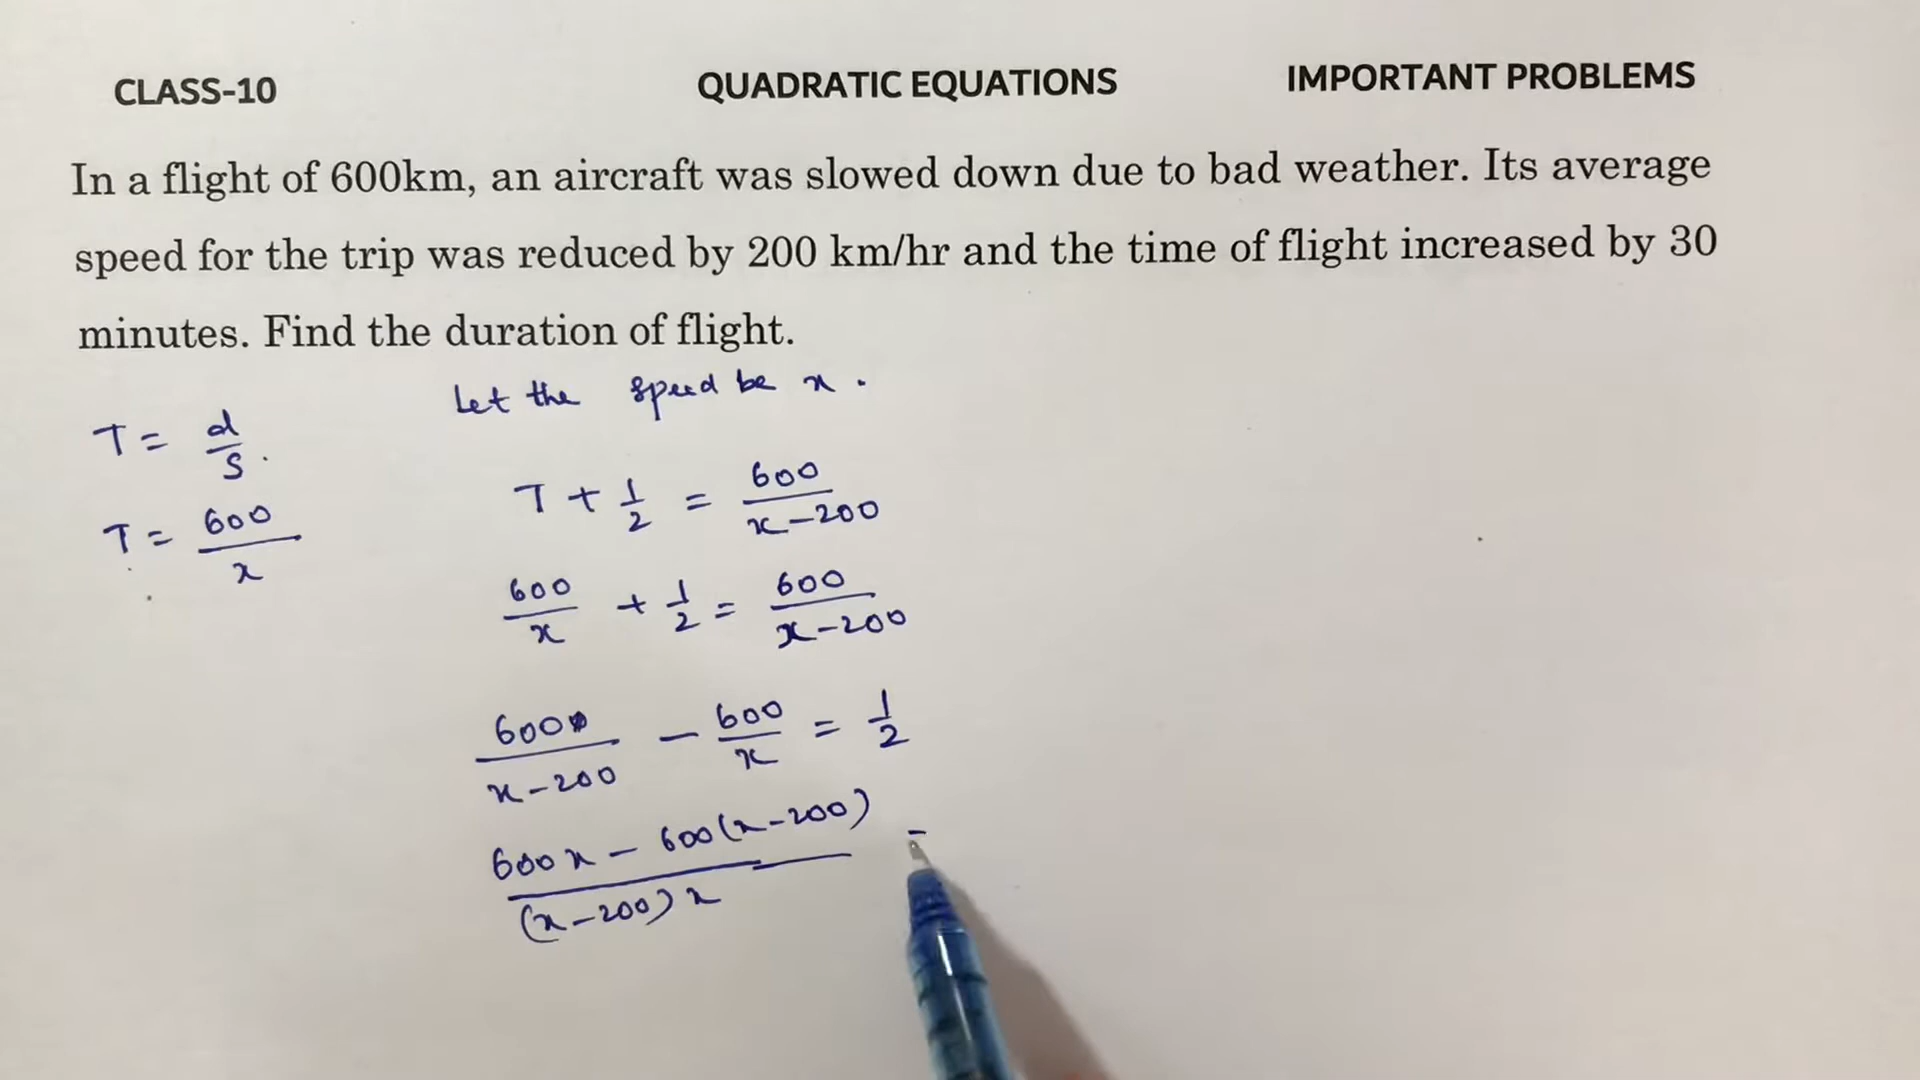 CLASS-10 QUADRATIC EQUATIONS IMPORTANT PROBLEMS
In a flight of 600km, an aircraft was slowed down due to bad weather. Its average
speed for the trip was reduced by 200 km/hr and the time of flight increased by 30
minutes. Find the duration of flight.
Let the speed be x.
T = d/s.
T = 600/x
T + 1/2 = 600/x-200
600/x + 1/2 = 600/x-200
600/x-200 - 600/x = 1/2
600x - 600(x-200)/(x-200)x =